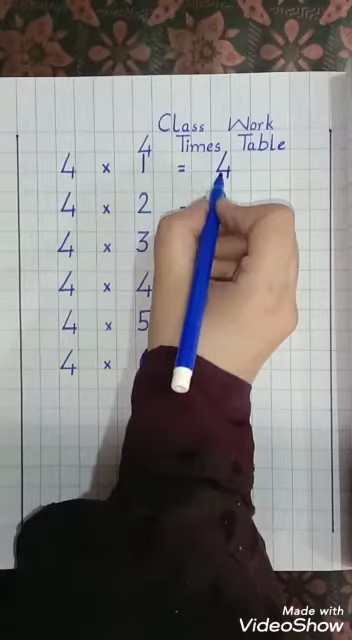 Class Work
4 Times Table
4 × 1 = 4
4 × 2 =
4 × 3
4 × 4
4 × 5
4 ×
Made with
VideoShow